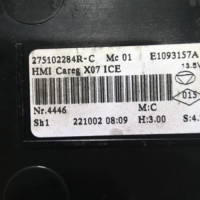 275102284R-C Mc 01 E1093157A
HMI Careg X07 ICE 13.5V
015
Nr.4446 M:C
Sh1 221002 08:09 H:3.00 S:4.